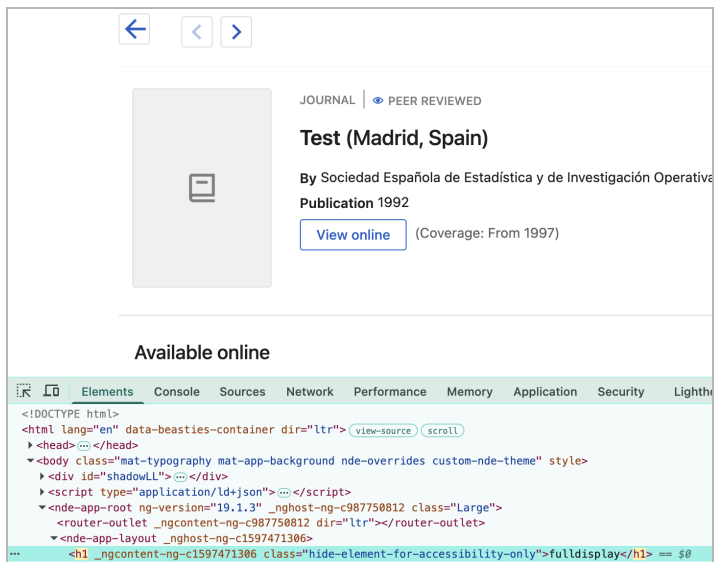 JOURNAL | PEER REVIEWED
Test (Madrid, Spain)
By Sociedad Española de Estadística y de Investigación Operativa
Publication 1992
View online (Coverage: From 1997)
Available online
Elements Console Sources Network Performance Memory Application Security Lightho
<!DOCTYPE html>
<html lang="en" data-beasties-container dir="ltr"> view-source scroll
<head> ⋯ </head>
<body class="mat-typography mat-app-background nde-overrides custom-nde-theme" style>
<div id="shadowLL"> ⋯ </div>
<script type="application/ld+json"> ⋯ </script>
<nde-app-root ng-version="19.1.3" _nghost-ng-c987750812 class="Large">
<router-outlet _ngcontent-ng-c987750812 dir="ltr"></router-outlet>
<nde-app-layout _nghost-ng-c1597471306>
<h1 _ngcontent-ng-c1597471306 class="hide-element-for-accessibility-only">fulldisplay</h1> == $0